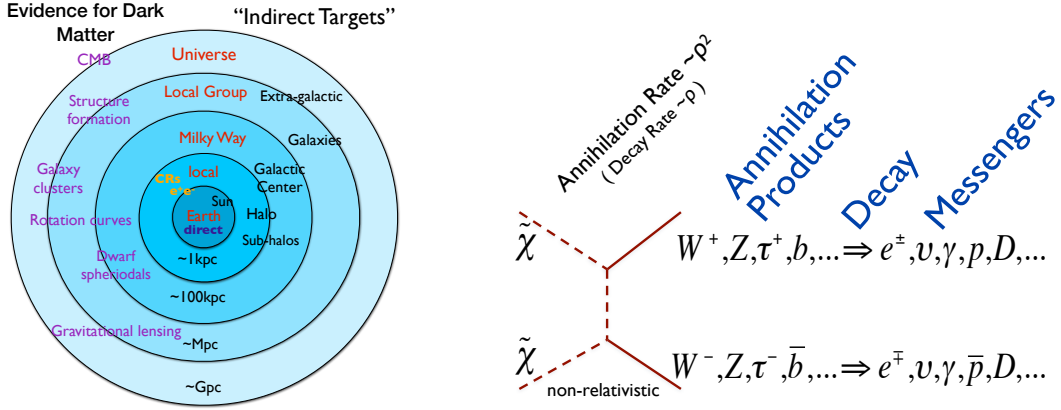 Evidence for Dark
Matter
"Indirect Targets"
CMB
Universe
Structure
formation
Local Group
Extra-galactic
Milky Way
Galaxies
Galaxy
clusters
local
Galactic
Center
CRs
e⁺e⁻
Sun
Rotation curves
Earth
direct
Halo
Sub-halos
Dwarf
spheriodals
~1kpc
~100kpc
Gravitational lensing
~Mpc
~Gpc
Annihilation Rate ~ρ²
( Decay Rate ~ρ )
Annihilation
Products
Decay
Messengers
χ̃ W⁺,Z,τ⁺,b,...⇒e^±,υ,γ,p,D,...
χ̃ W⁻,Z,τ⁻,b̄,...⇒e^∓,υ,γ,p̄,D,...
non-relativistic